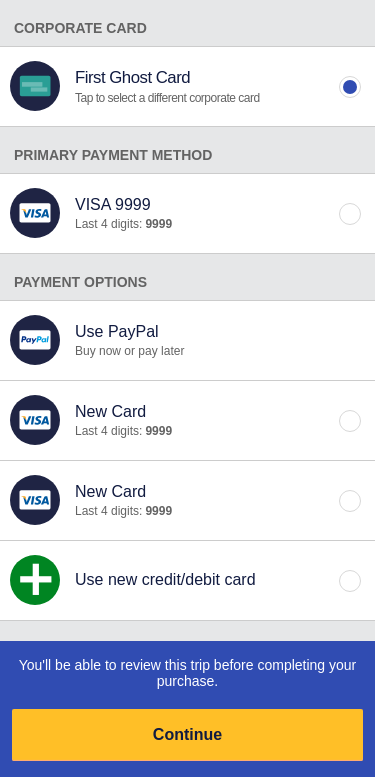 CORPORATE CARD
First Ghost Card
Tap to select a different corporate card
PRIMARY PAYMENT METHOD
VISA
VISA 9999
Last 4 digits: 9999
PAYMENT OPTIONS
PayPal
Use PayPal
Buy now or pay later
VISA
New Card
Last 4 digits: 9999
VISA
New Card
Last 4 digits: 9999
Use new credit/debit card
You'll be able to review this trip before completing your
purchase.
Continue